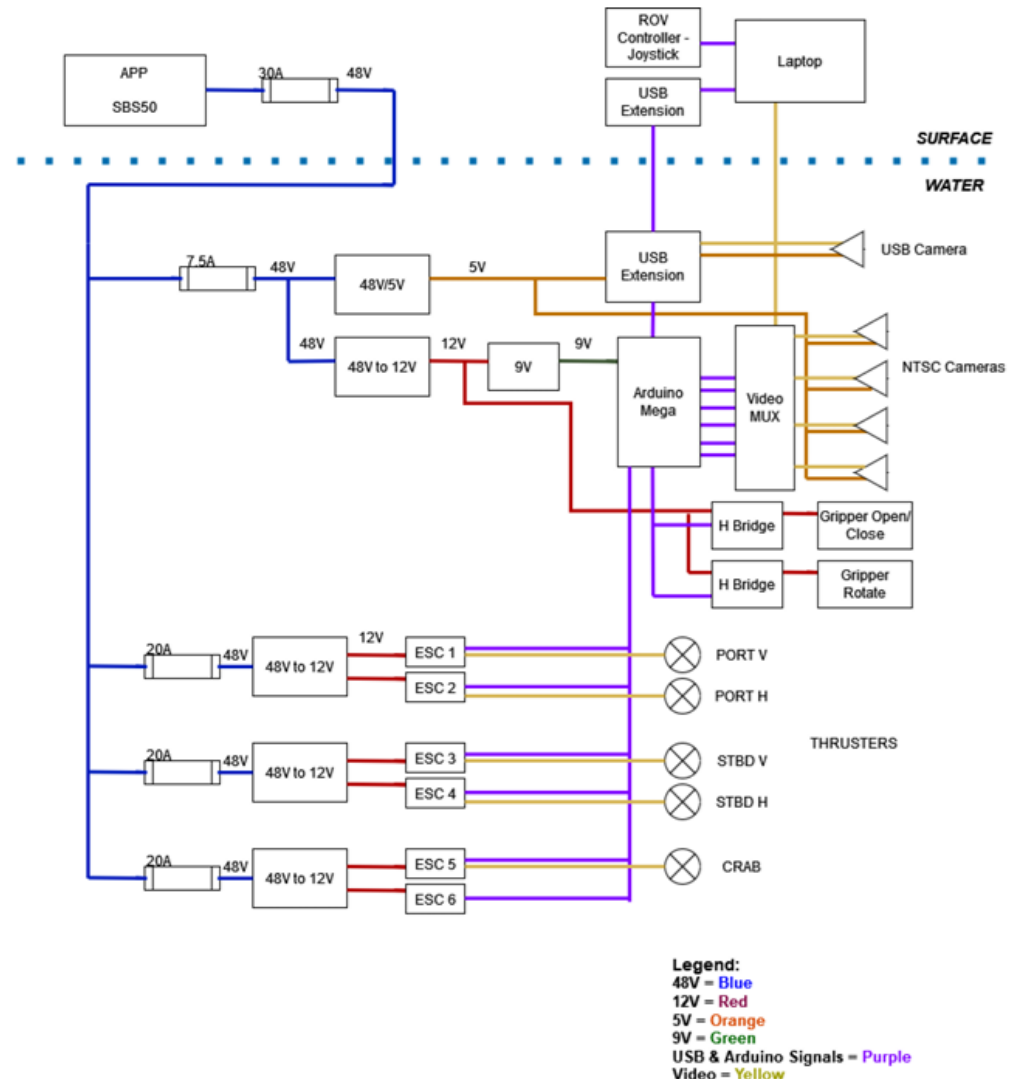 ROV
Controller -
Joystick
Laptop
APP
SBS50
30A
48V
USB
Extension
SURFACE
WATER
USB
Extension
USB Camera
7.5A
48V
48V/5V
5V
48V
48V to 12V
12V
9V
9V
Arduino
Mega
Video
MUX
NTSC Cameras
H Bridge
Gripper Open/
Close
H Bridge
Gripper
Rotate
20A
48V
48V to 12V
12V
ESC 1
PORT V
ESC 2
PORT H
20A
48V
48V to 12V
ESC 3
STBD V
ESC 4
STBD H
THRUSTERS
20A
48V
48V to 12V
ESC 5
CRAB
ESC 6
Legend:
48V = Blue
12V = Red
5V = Orange
9V = Green
USB & Arduino Signals = Purple
Video = Yellow